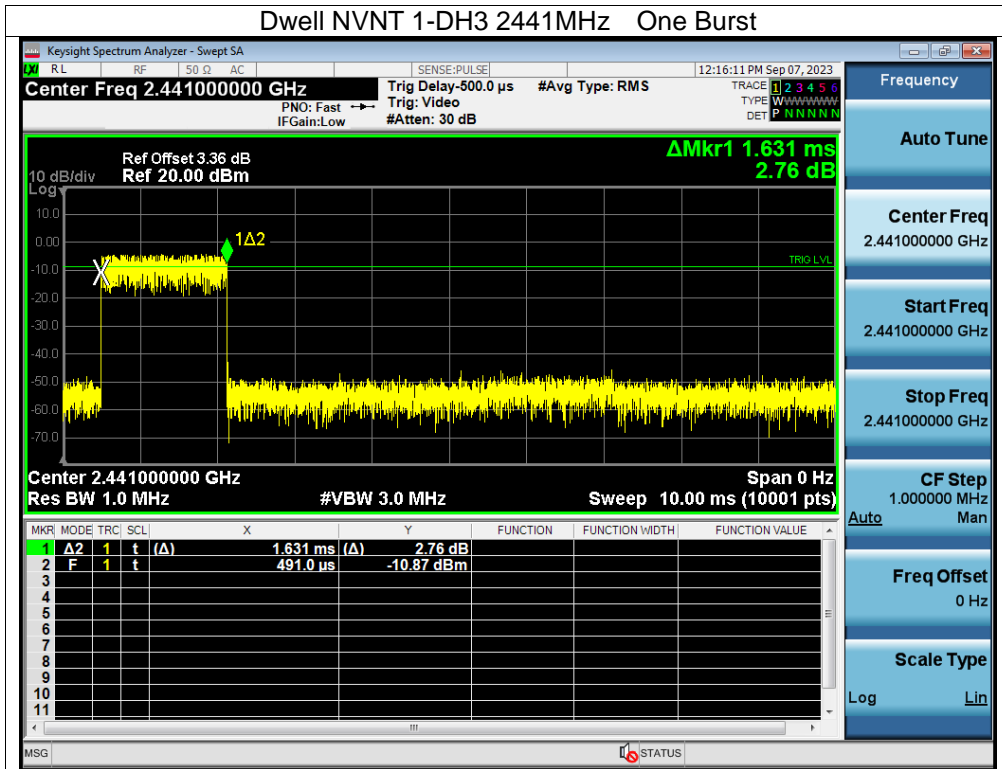 Dwell NVNT 1-DH3 2441MHz One Burst
Keysight Spectrum Analyzer - Swept SA
LXI RL RF 50 Ω AC SENSE:PULSE 12:16:11 PM Sep 07, 2023
Center Freq 2.441000000 GHz
PNO: Fast
IFGain:Low
Trig Delay-500.0 µs
Trig: Video
#Atten: 30 dB
#Avg Type: RMS
TRACE 1 2 3 4 5 6
TYPE WWWWWW
DET P N N N N N
Ref Offset 3.36 dB
10 dB/div Ref 20.00 dBm
Log
ΔMkr1 1.631 ms
2.76 dB
10.0
0.00
-10.0
-20.0
-30.0
-40.0
-50.0
-60.0
-70.0
1Δ2
TRIG LVL
Center 2.441000000 GHz Span 0 Hz
Res BW 1.0 MHz #VBW 3.0 MHz Sweep 10.00 ms (10001 pts)
MKR MODE TRC SCL X Y FUNCTION FUNCTION WIDTH FUNCTION VALUE
1 Δ2 1 t (Δ) 1.631 ms (Δ) 2.76 dB
2 F 1 t 491.0 µs -10.87 dBm
3
4
5
6
7
8
9
10
11
MSG STATUS
Frequency
Auto Tune
Center Freq
2.441000000 GHz
Start Freq
2.441000000 GHz
Stop Freq
2.441000000 GHz
CF Step
1.000000 MHz
Auto Man
Freq Offset
0 Hz
Scale Type
Log Lin